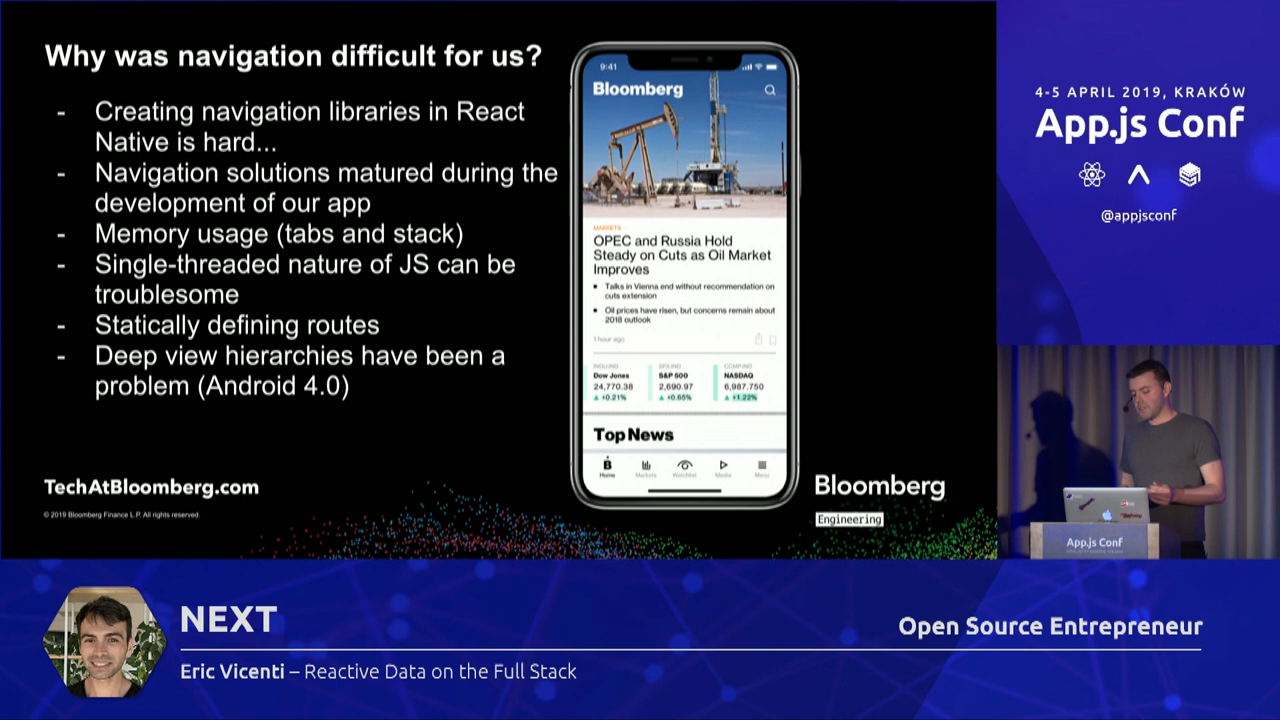 Why was navigation difficult for us?
- Creating navigation libraries in React
Native is hard...
- Navigation solutions matured during the
development of our app
- Memory usage (tabs and stack)
- Single-threaded nature of JS can be
troublesome
- Statically defining routes
- Deep view hierarchies have been a
problem (Android 4.0)
TechAtBloomberg.com
© 2019 Bloomberg Finance L.P. All rights reserved.
9:41
Bloomberg
MARKETS
OPEC and Russia Hold
Steady on Cuts as Oil Market
Improves
Talks in Vienna end without recommendation on
cuts extension
Oil prices have risen, but concerns remain about
2018 outlook
1 hour ago
Dow Jones
24,770.38
+0.21%
S&P 500
2,690.97
+0.65%
NASDAQ
6,987.750
+1.22%
Top News
Home
Markets
Watchlist
Media
Menu
Bloomberg
Engineering
4-5 APRIL 2019, KRAKÓW
App.js Conf
@appjsconf
App.js Conf
NEXT
Open Source Entrepreneur
Eric Vicenti – Reactive Data on the Full Stack